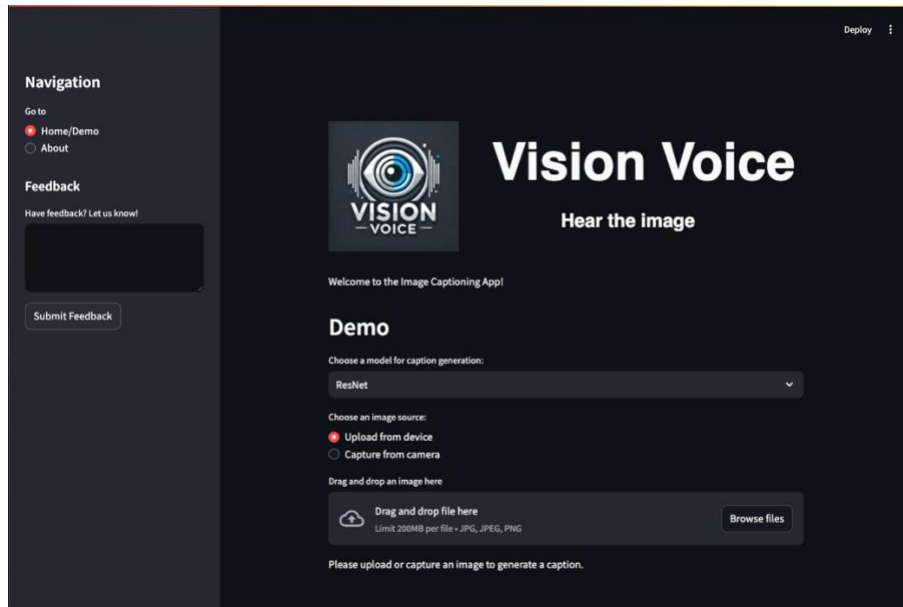 Deploy
Navigation
Go to
Home/Demo
About
Feedback
Have feedback? Let us know!
Submit Feedback
VISION
VOICE
Vision Voice
Hear the image
Welcome to the Image Captioning App!
Demo
Choose a model for caption generation:
ResNet
Choose an image source:
Upload from device
Capture from camera
Drag and drop an image here
Drag and drop file here
Limit 200MB per file • JPG, JPEG, PNG
Browse files
Please upload or capture an image to generate a caption.